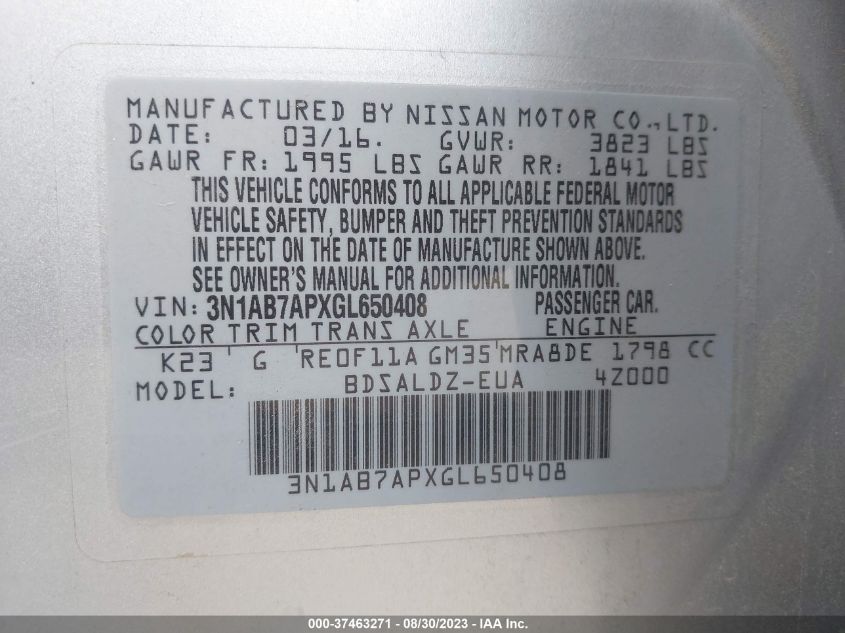 MANUFACTURED BY NISSAN MOTOR CO., LTD.
DATE: 03/16. GVWR: 3823 LBS
GAWR FR: 1995 LBS GAWR RR: 1841 LBS
THIS VEHICLE CONFORMS TO ALL APPLICABLE FEDERAL MOTOR
VEHICLE SAFETY, BUMPER AND THEFT PREVENTION STANDARDS
IN EFFECT ON THE DATE OF MANUFACTURE SHOWN ABOVE.
SEE OWNER'S MANUAL FOR ADDITIONAL INFORMATION.
VIN: 3N1AB7APXGL650408 PASSENGER CAR.
COLOR TRIM TRANS AXLE ENGINE
K23 ' G 'RE0F11A GM35'MRA8DE 1798 CC
MODEL: BDSALDZ-EUA 4Z000
3N1AB7APXGL650408
000-37463271 - 08/30/2023 - IAA Inc.